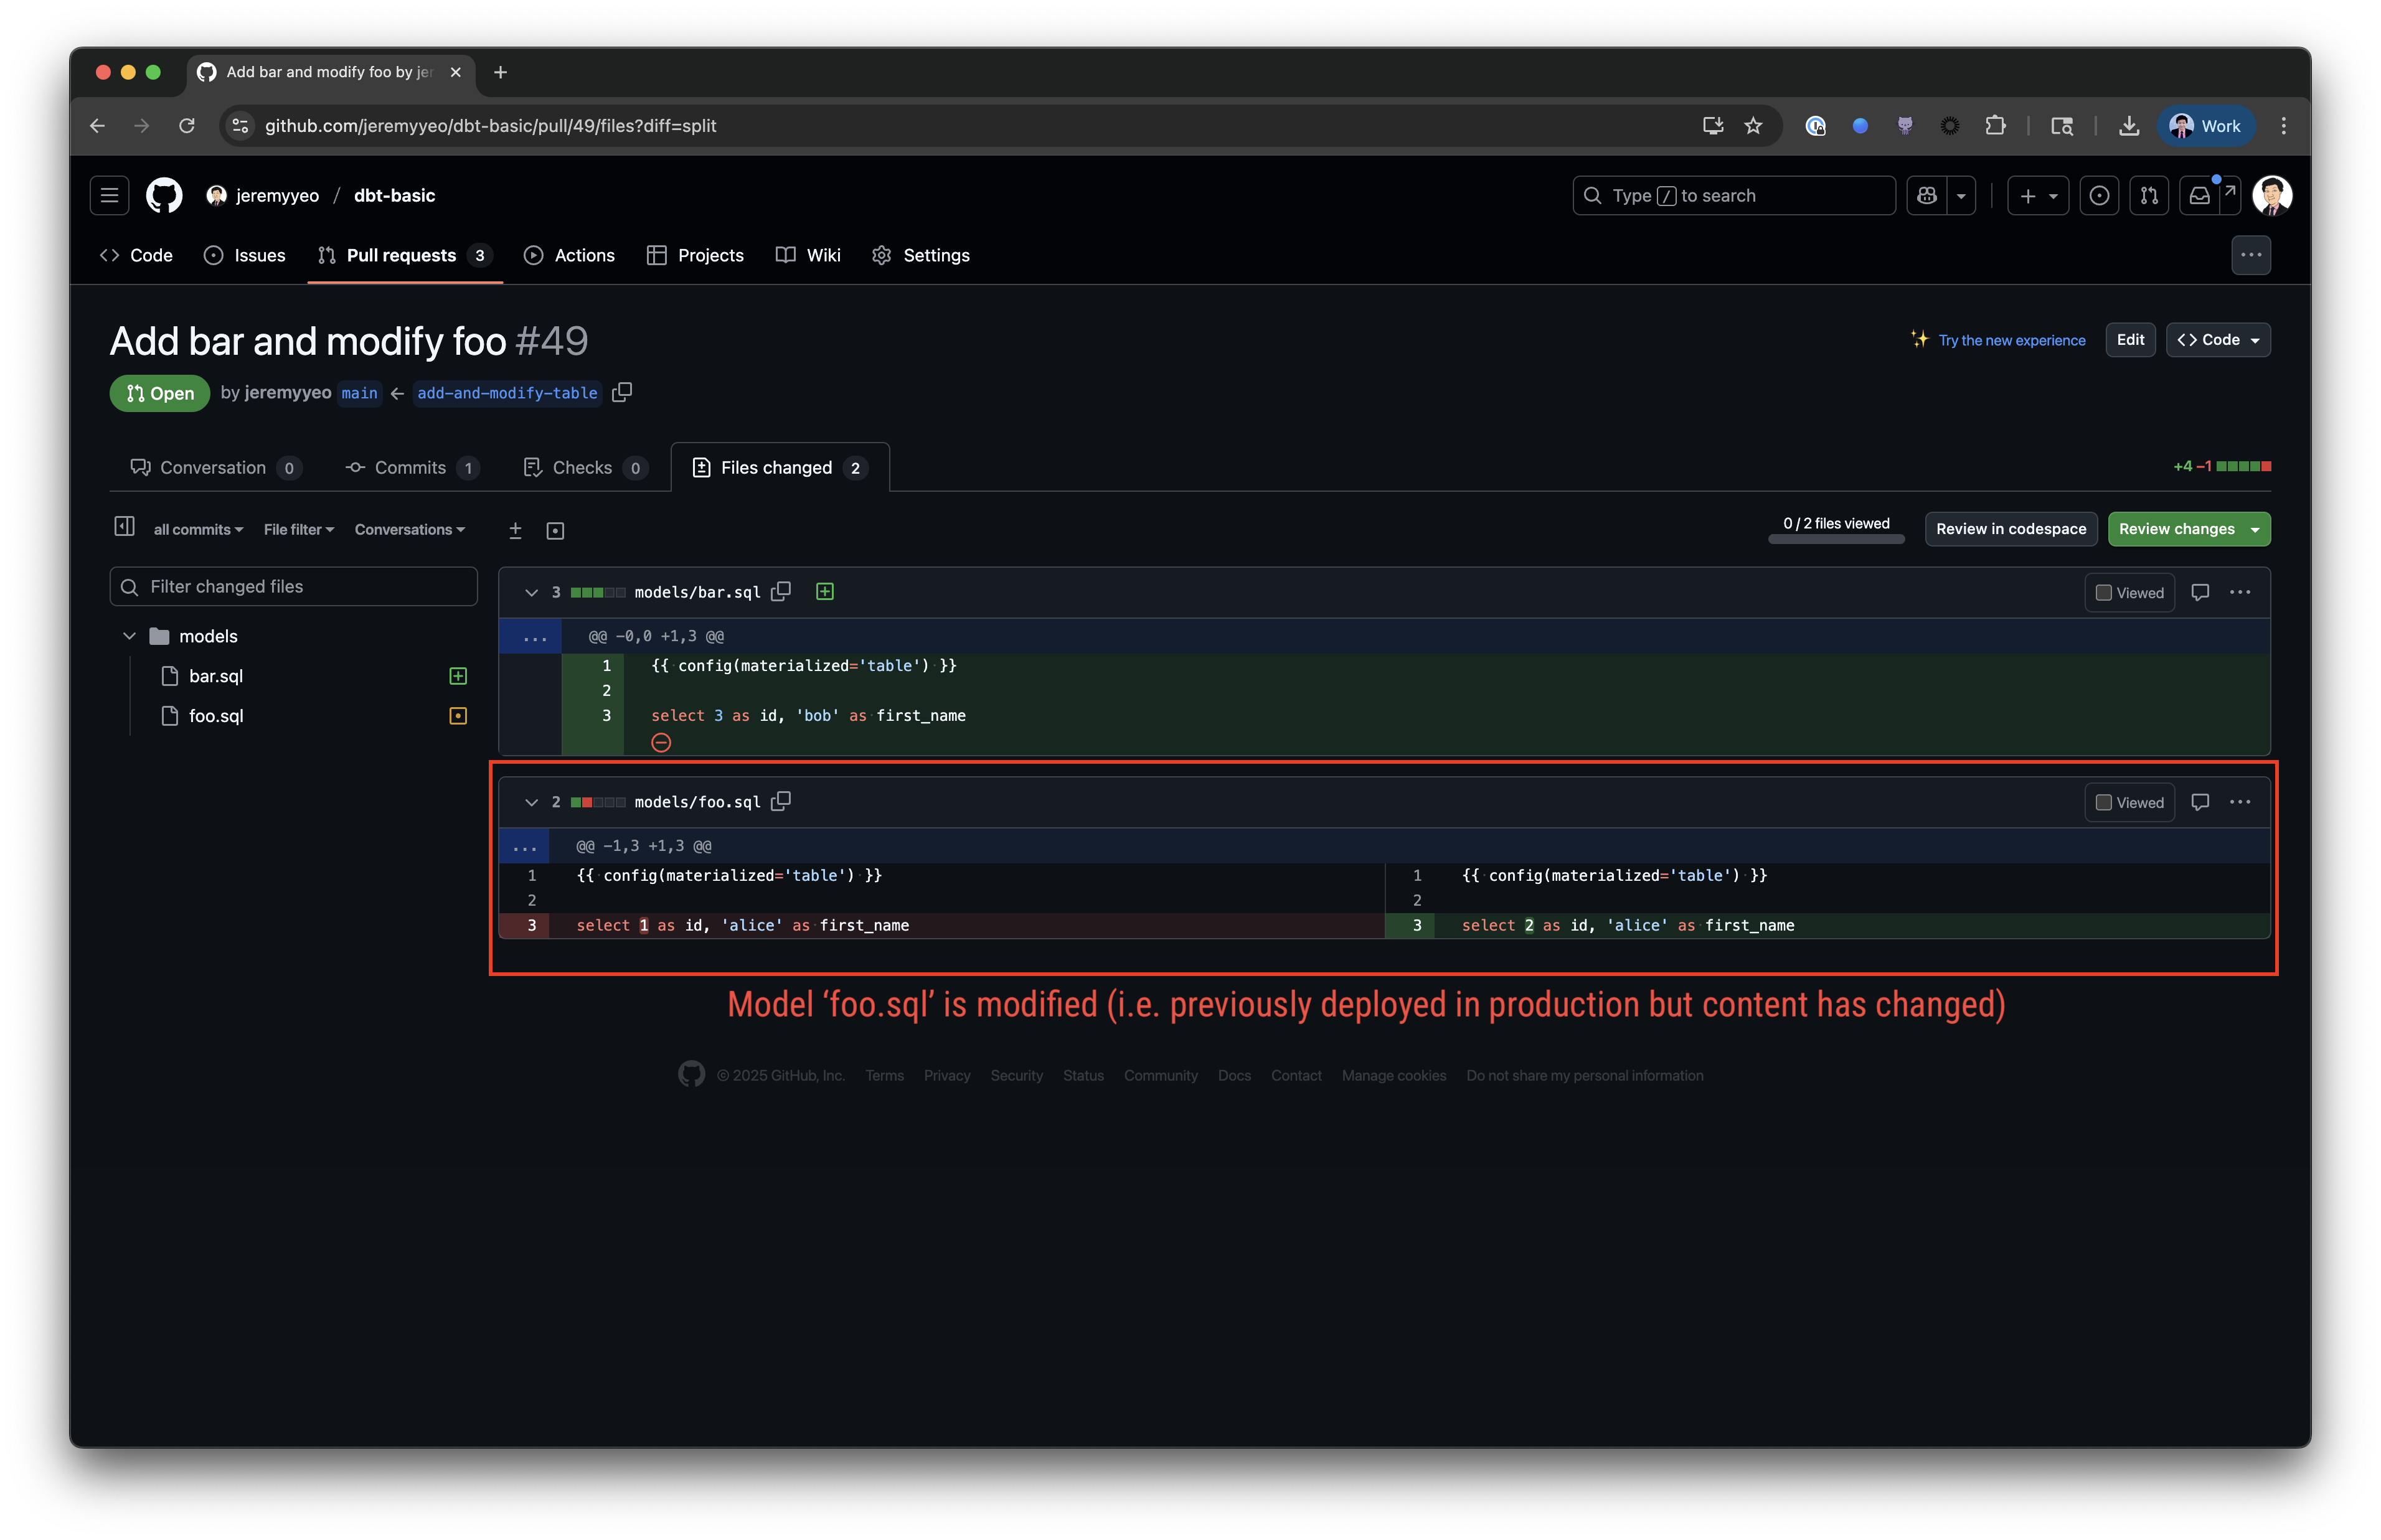 Add bar and modify foo by jer
github.com/jeremyyeo/dbt-basic/pull/49/files?diff=split
Work
jeremyyeo / dbt-basic
Type / to search
Code
Issues
Pull requests 3
Actions
Projects
Wiki
Settings
Add bar and modify foo #49
Try the new experience
Edit
Code
Open
by jeremyyeo main ← add-and-modify-table
Conversation 0
Commits 1
Checks 0
Files changed 2
+4 −1
all commits
File filter
Conversations
0 / 2 files viewed
Review in codespace
Review changes
Filter changed files
models
bar.sql
foo.sql
3 models/bar.sql
Viewed
... @@ -0,0 +1,3 @@
1 {{ config(materialized='table') }}
2
3 select 3 as id, 'bob' as first_name
2 models/foo.sql
Viewed
... @@ -1,3 +1,3 @@
1 {{ config(materialized='table') }} 1 {{ config(materialized='table') }}
2 2
3 select 1 as id, 'alice' as first_name 3 select 2 as id, 'alice' as first_name
Model ‘foo.sql’ is modified (i.e. previously deployed in production but content has changed)
© 2025 GitHub, Inc. Terms Privacy Security Status Community Docs Contact Manage cookies Do not share my personal information